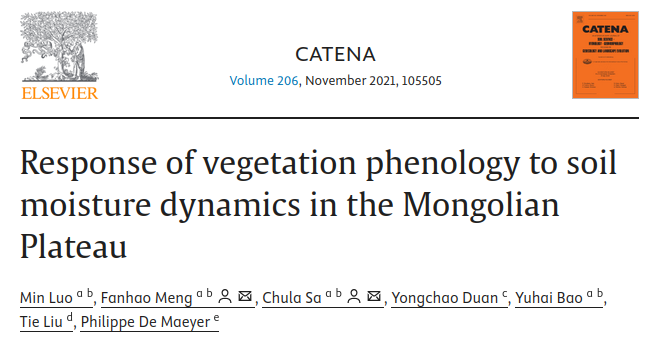 CATENA
Volume 206, November 2021, 105505
ELSEVIER
CATENA
Response of vegetation phenology to soil
moisture dynamics in the Mongolian
Plateau
Min Luo a b, Fanhao Meng a b, Chula Sa a b, Yongchao Duan c, Yuhai Bao a b,
Tie Liu d, Philippe De Maeyer e